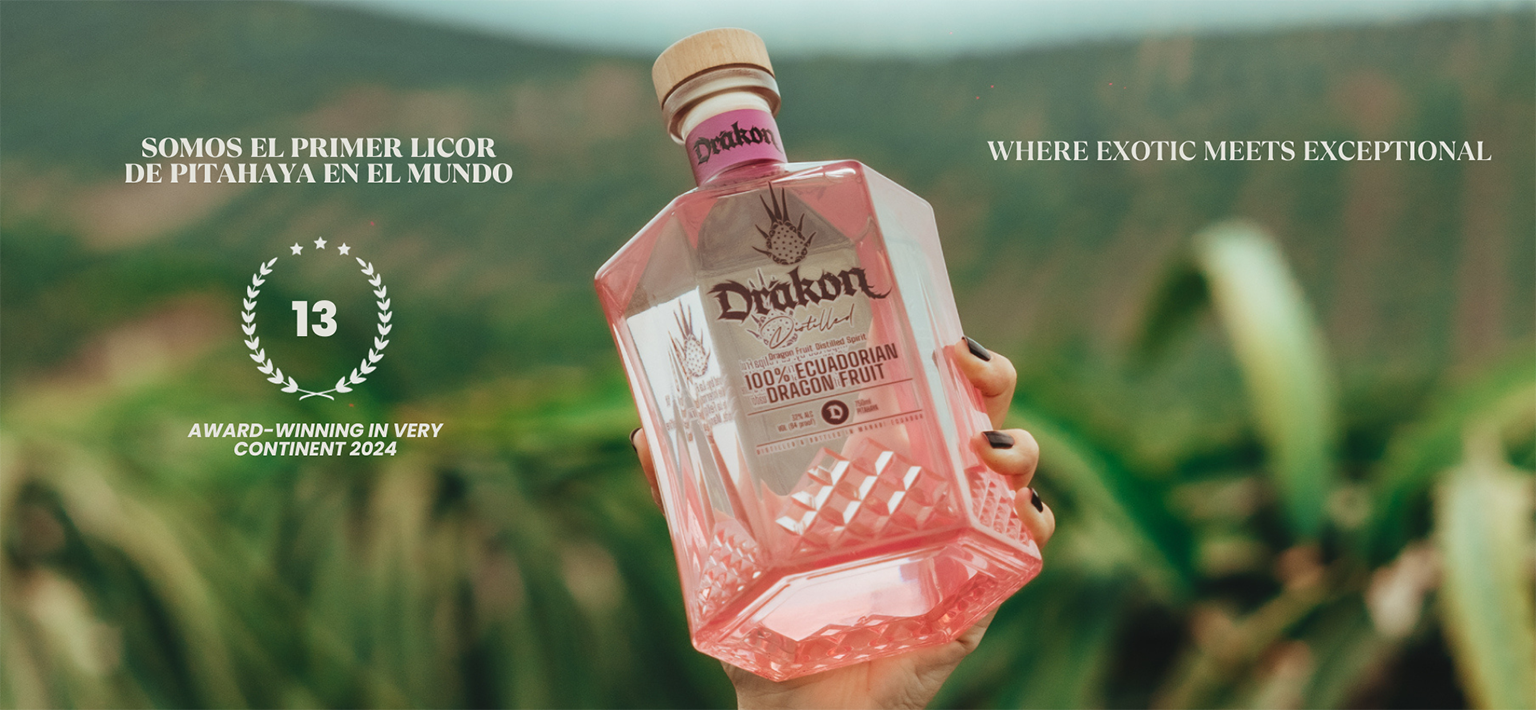 SOMOS EL PRIMER LICOR
DE PITAHAYA EN EL MUNDO
13
AWARD-WINNING IN VERY
CONTINENT 2024
WHERE EXOTIC MEETS EXCEPTIONAL
Drakon
Drakon
Distilled
Dragon Fruit Distilled Spirit
100% ECUADORIAN
DRAGON FRUIT
D
750ml